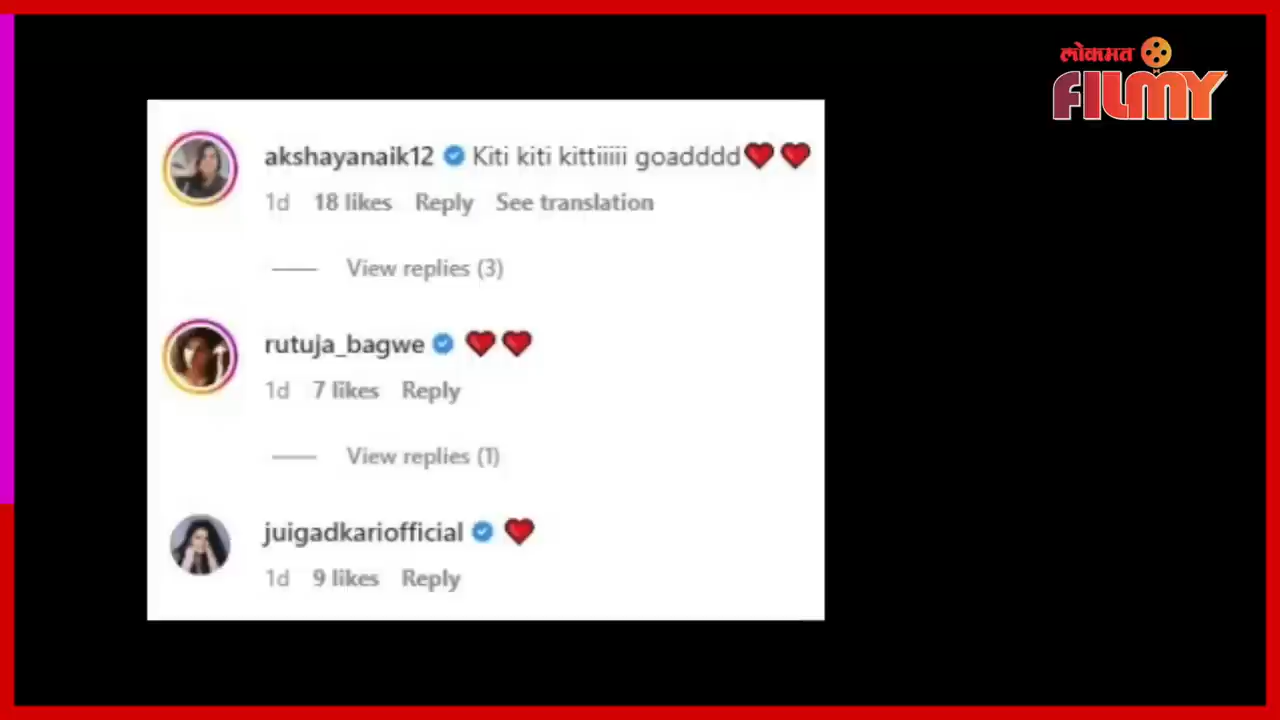 लोकमत
FILMY
akshayanaik12 Kiti kiti kittiiiii goadddd❤️❤️
1d 18 likes Reply See translation
View replies (3)
rutuja_bagwe ❤️❤️
1d 7 likes Reply
View replies (1)
juigadkariofficial ❤️
1d 9 likes Reply